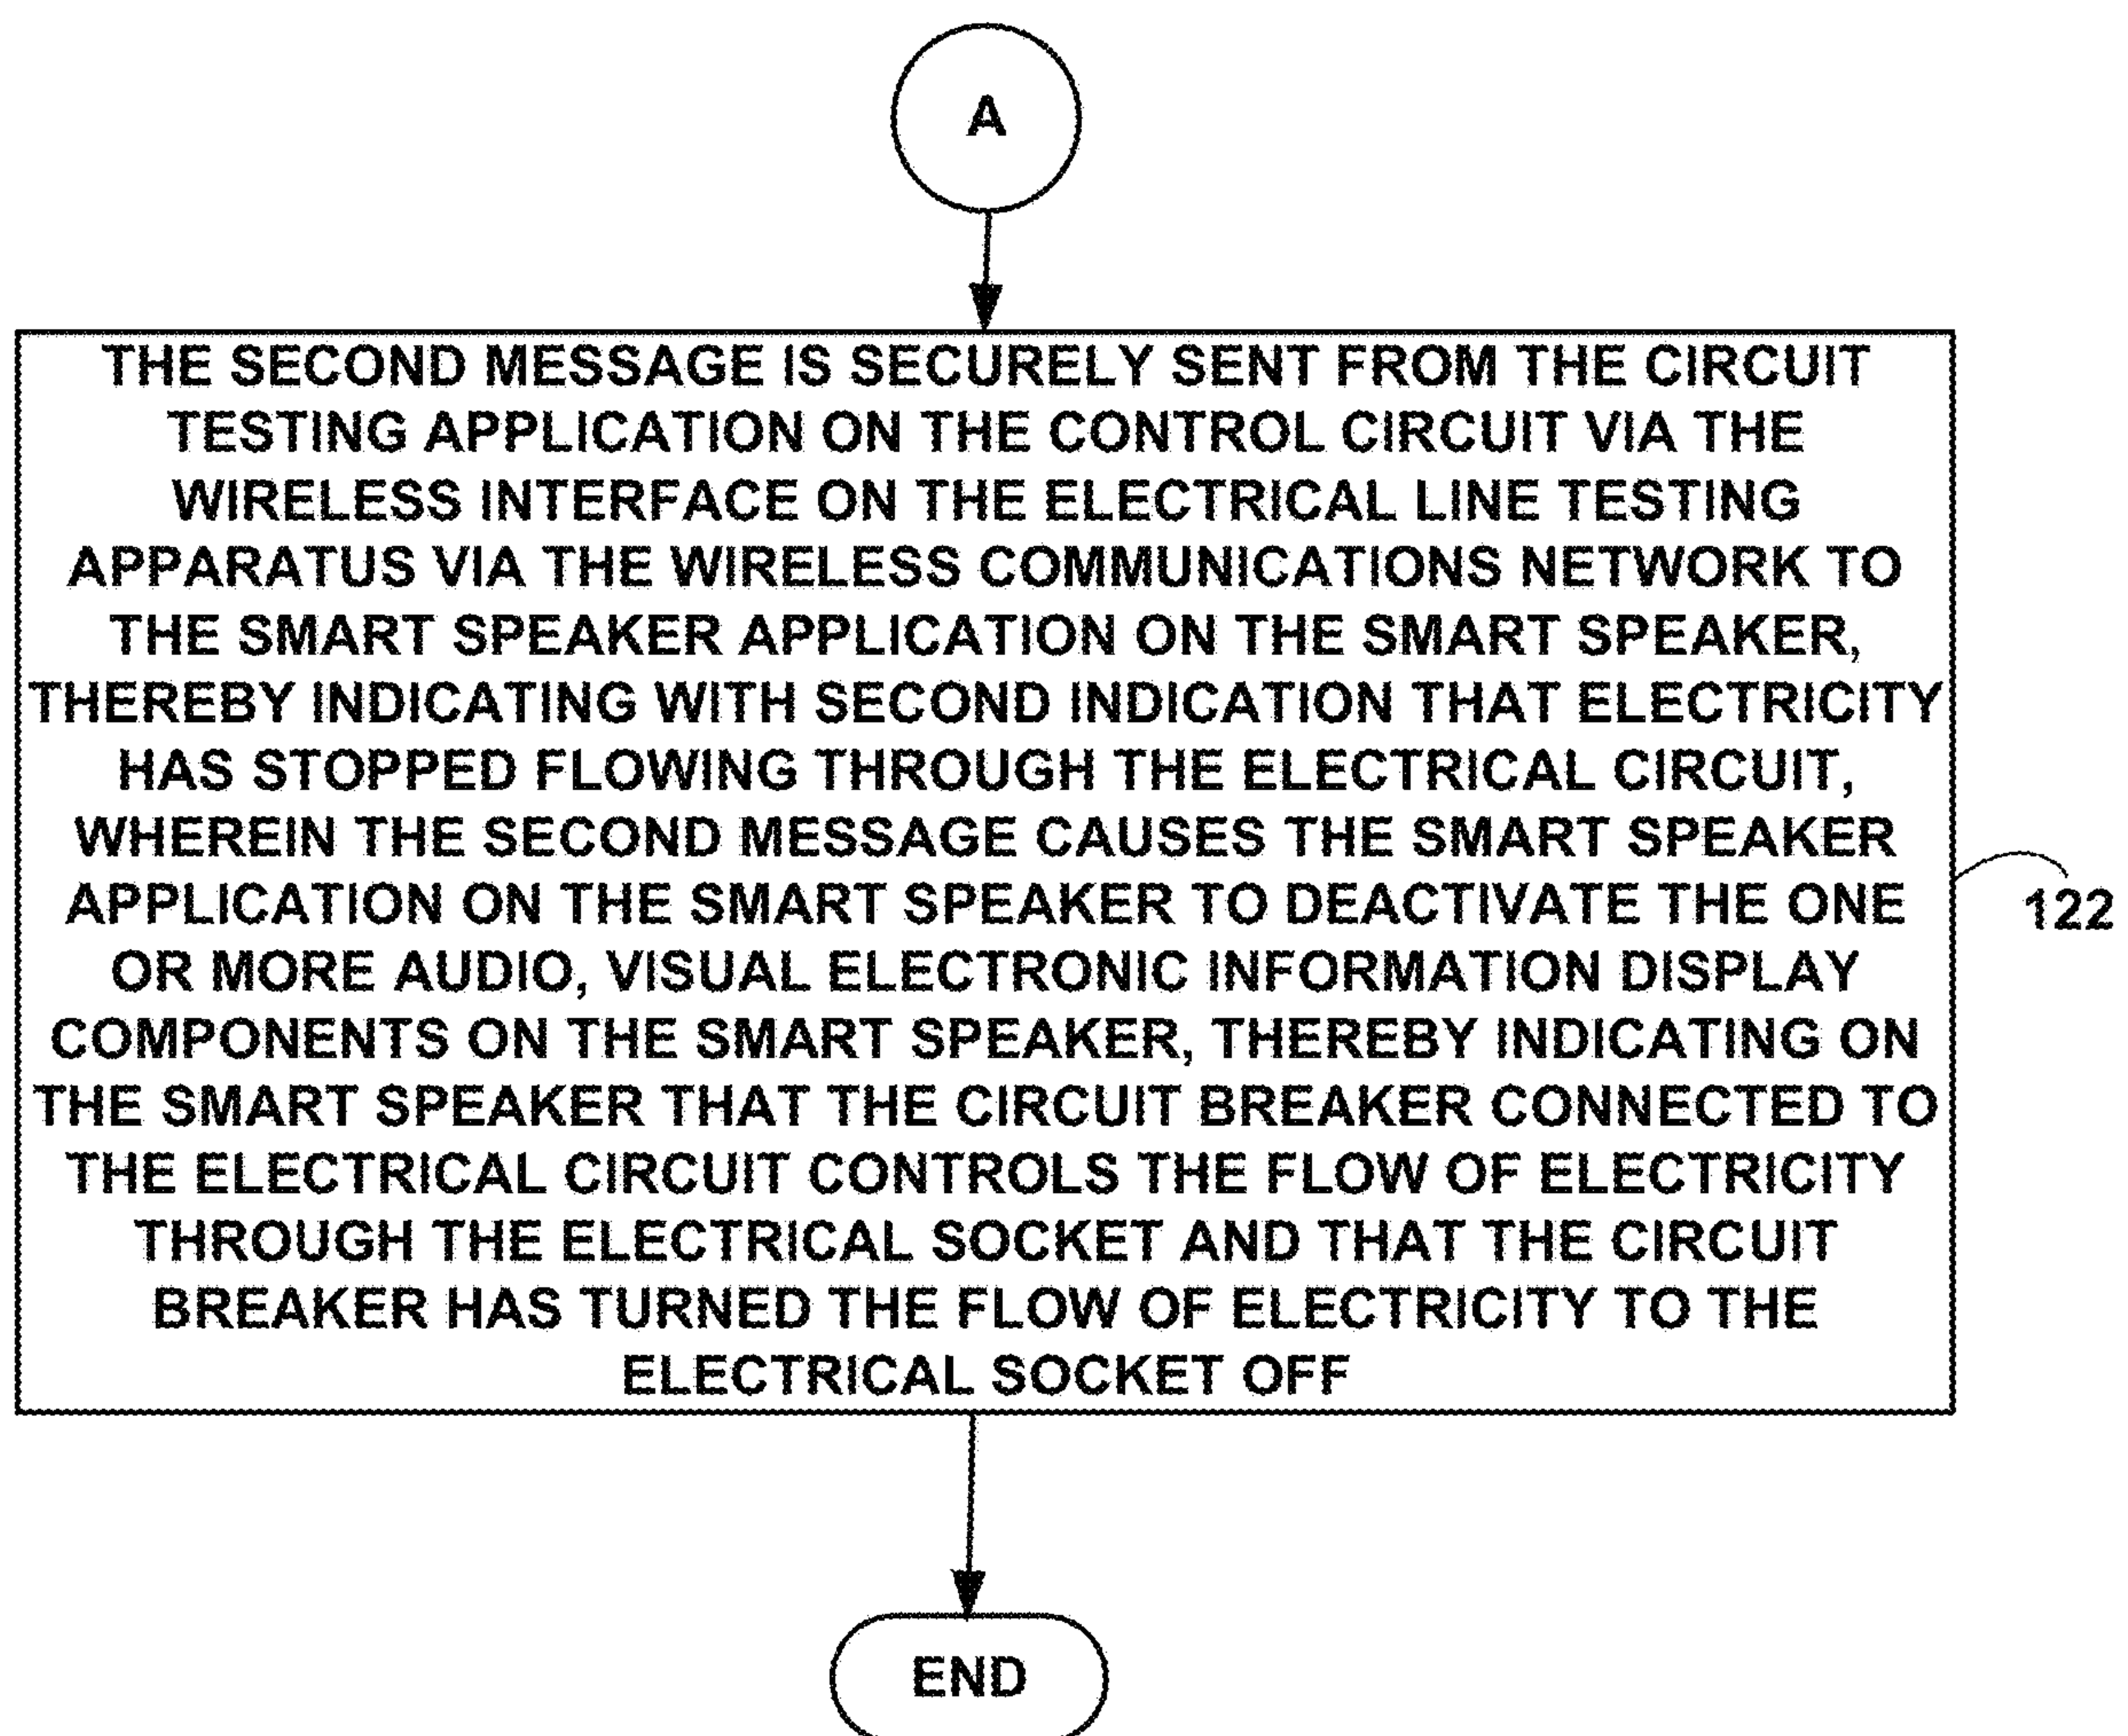 A
THE SECOND MESSAGE IS SECURELY SENT FROM THE CIRCUIT
TESTING APPLICATION ON THE CONTROL CIRCUIT VIA THE
WIRELESS INTERFACE ON THE ELECTRICAL LINE TESTING
APPARATUS VIA THE WIRELESS COMMUNICATIONS NETWORK TO
THE SMART SPEAKER APPLICATION ON THE SMART SPEAKER,
THEREBY INDICATING WITH SECOND INDICATION THAT ELECTRICITY
HAS STOPPED FLOWING THROUGH THE ELECTRICAL CIRCUIT,
WHEREIN THE SECOND MESSAGE CAUSES THE SMART SPEAKER
APPLICATION ON THE SMART SPEAKER TO DEACTIVATE THE ONE
OR MORE AUDIO, VISUAL ELECTRONIC INFORMATION DISPLAY
COMPONENTS ON THE SMART SPEAKER, THEREBY INDICATING ON
THE SMART SPEAKER THAT THE CIRCUIT BREAKER CONNECTED TO
THE ELECTRICAL CIRCUIT CONTROLS THE FLOW OF ELECTRICITY
THROUGH THE ELECTRICAL SOCKET AND THAT THE CIRCUIT
BREAKER HAS TURNED THE FLOW OF ELECTRICITY TO THE
ELECTRICAL SOCKET OFF
122
END